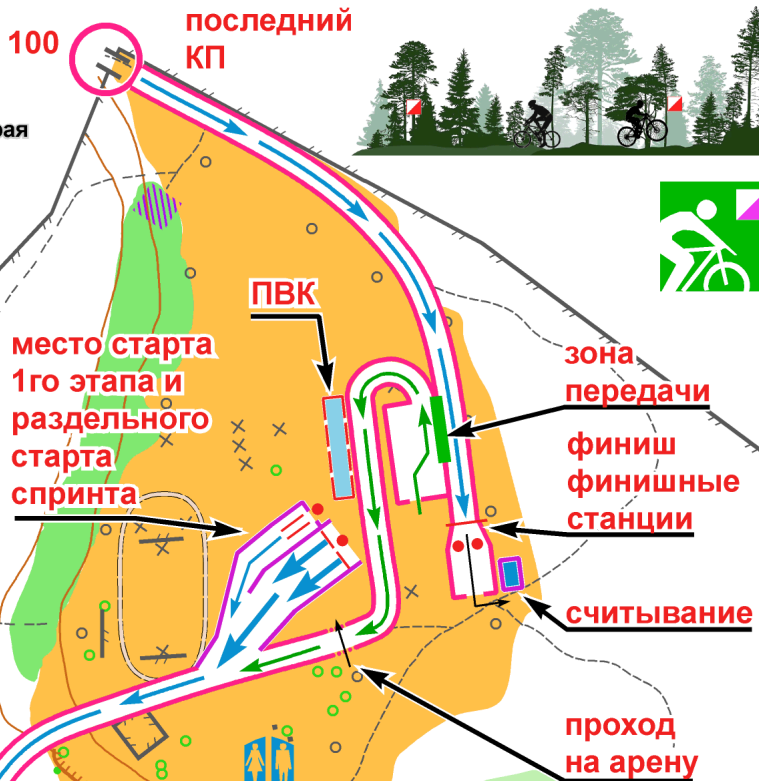 последний
100
КП
рая
ПВК
место старта
1го этапа и
раздельного
старта
спринта
зона
передачи
финиш
финишные
станции
считывание
проход
на арену